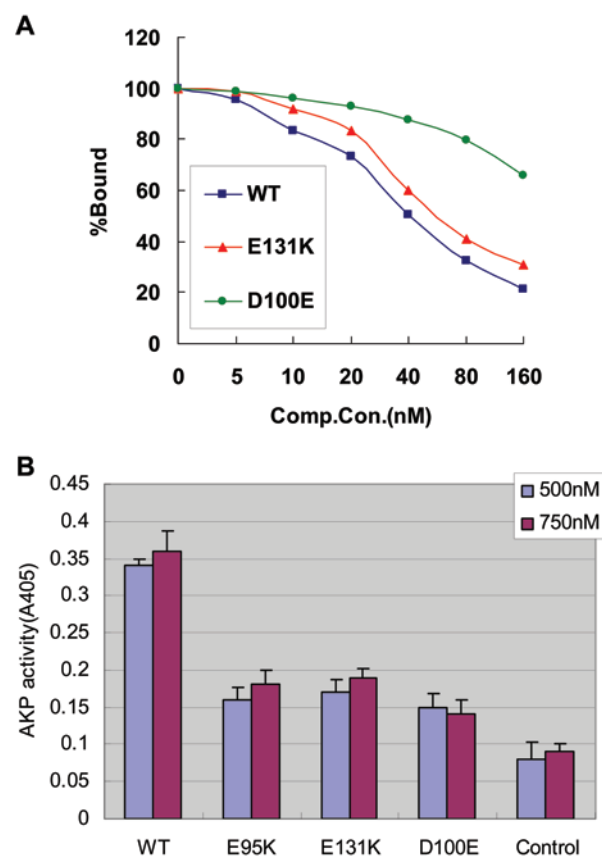 A
120
100
80
60
40
20
0
%Bound
WT
E131K
D100E
0 5 10 20 40 80 160
Comp.Con.(nM)
B
500nM
750nM
0.45
0.4
0.35
0.3
0.25
0.2
0.15
0.1
0.05
0
AKP activity(A405)
WT E95K E131K D100E Control